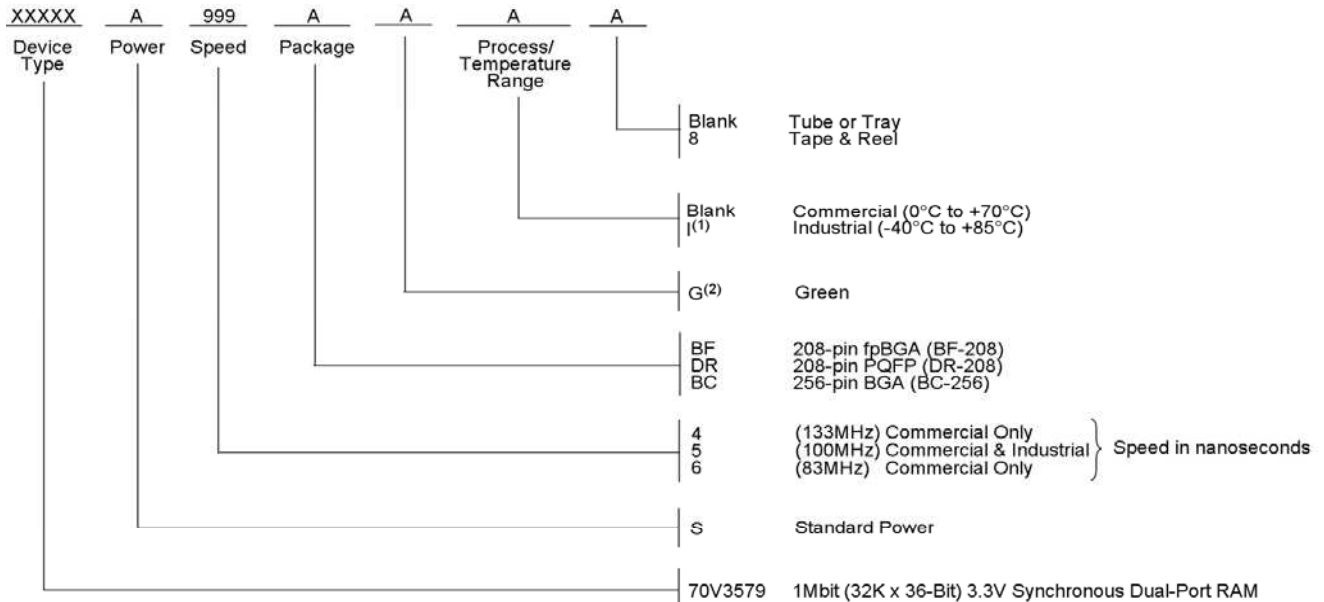 XXXXX A 999 A A A A
Device Type Power Speed Package Process/ Temperature Range
Blank Tube or Tray
8 Tape & Reel
Blank Commercial (0°C to +70°C)
I(1) Industrial (-40°C to +85°C)
G(2) Green
BF 208-pin fpBGA (BF-208)
DR 208-pin PQFP (DR-208)
BC 256-pin BGA (BC-256)
4 (133MHz) Commercial Only
5 (100MHz) Commercial & Industrial Speed in nanoseconds
6 (83MHz) Commercial Only
S Standard Power
70V3579 1Mbit (32K x 36-Bit) 3.3V Synchronous Dual-Port RAM